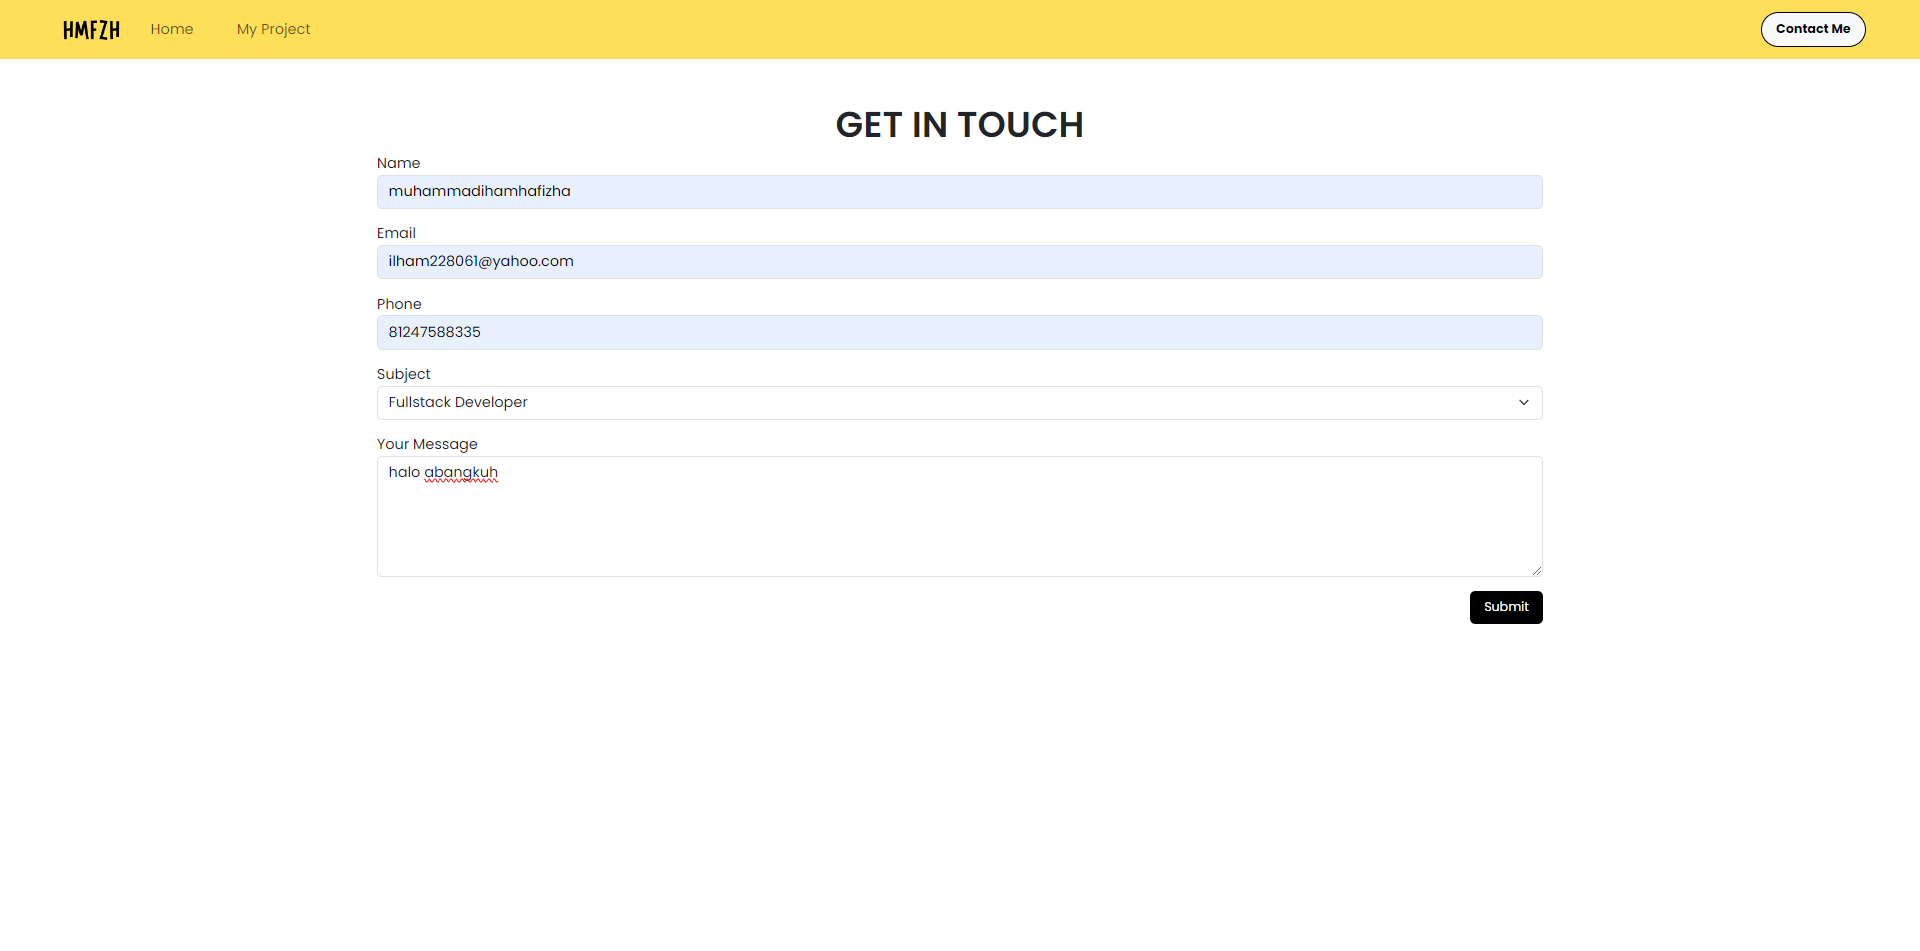 HMFZH Home My Project Contact Me
GET IN TOUCH
Name
muhammadihamhafizha
Email
ilham228061@yahoo.com
Phone
81247588335
Subject
Fullstack Developer
Your Message
halo abangkuh
Submit